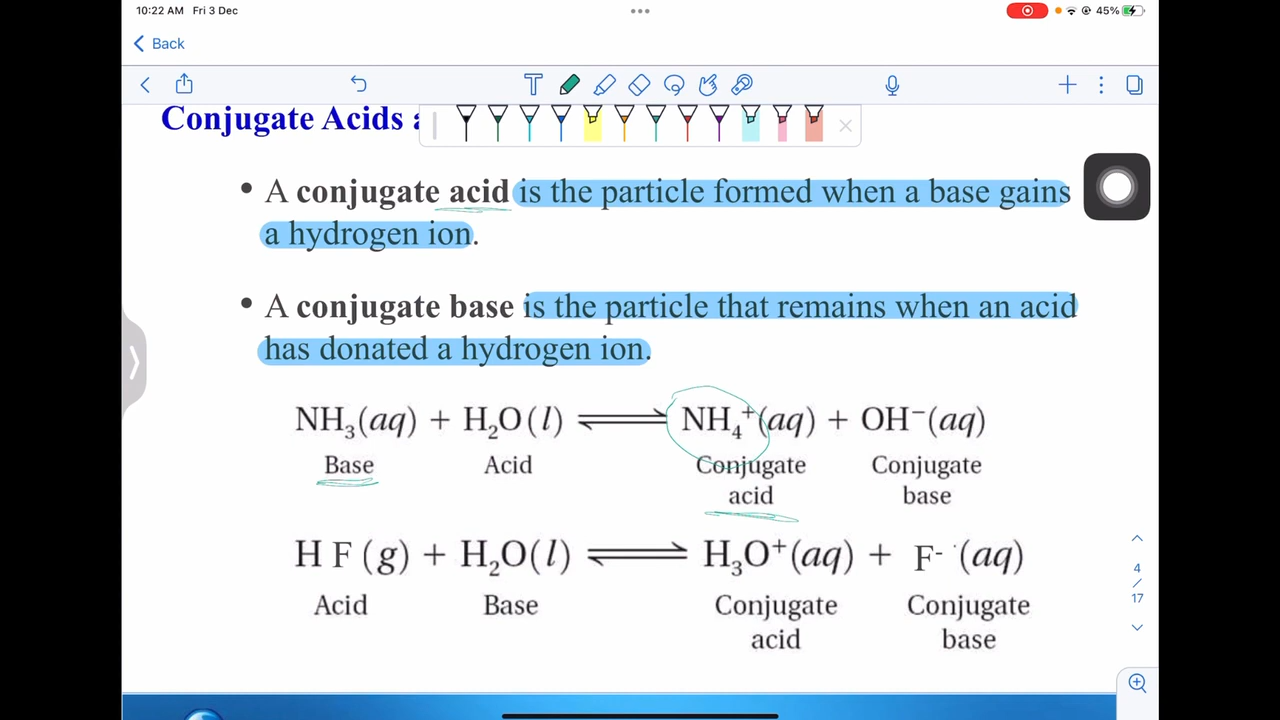 10:22 AM Fri 3 Dec
45%
Back
T
Conjugate Acids
• A conjugate acid is the particle formed when a base gains
a hydrogen ion.
• A conjugate base is the particle that remains when an acid
has donated a hydrogen ion.
NH₃(aq) + H₂O(l) ⇌ NH₄⁺(aq) + OH⁻(aq)
Base Acid Conjugate acid Conjugate base
H F (g) + H₂O(l) ⇌ H₃O⁺(aq) + F- (aq)
Acid Base Conjugate acid Conjugate base
4
/
17